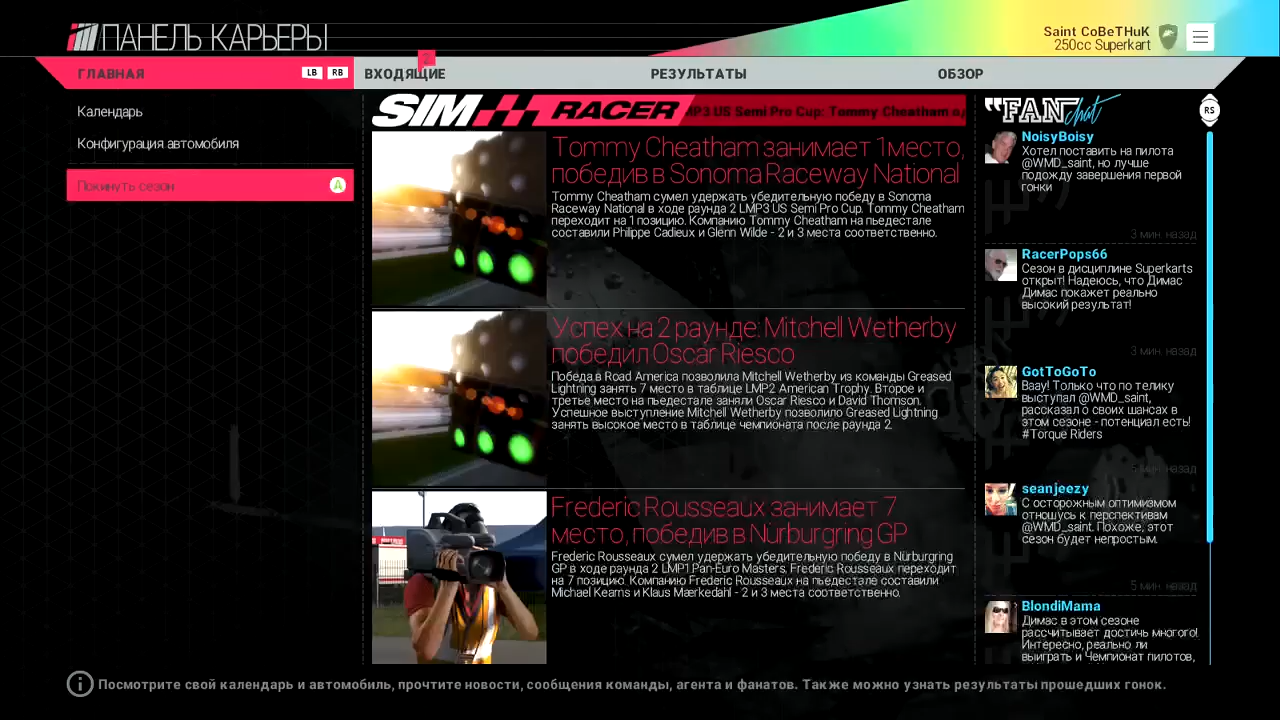 ПАНЕЛЬ КАРЬЕРЫ
Saint CoBeTHuK
250cc Superkart
ГЛАВНАЯ
LB RB
ВХОДЯЩИЕ
РЕЗУЛЬТАТЫ
ОБЗОР
Календарь
Конфигурация автомобиля
Покинуть сезон
A
SIM RACER
MP3 US Semi Pro Cup: Tommy Cheatham
Tommy Cheatham занимает 1 место,
победив в Sonoma Raceway National
Tommy Cheatham сумел удержать убедительную победу в Sonoma
Raceway National в ходе раунда 2 LMP3 US Semi Pro Cup. Tommy Cheatham
переходит на 1 позицию. Компанию Tommy Cheatham на пьедестале
составили Philippe Cadieux и Glenn Wilde - 2 и 3 места соответственно.
Успех на 2 раунде: Mitchell Wetherby
победил Oscar Riesco
Победа в Road America позволила Mitchell Wetherby из команды Greased
Lightning занять 7 место в таблице LMP2 American Trophy. Второе и
третье место на пьедестале заняли Oscar Riesco и David Thomson.
Успешное выступление Mitchell Wetherby позволило Greased Lightning
занять высокое место в таблице чемпионата после раунда 2.
Frederic Rousseaux занимает 7
место, победив в Nürburgring GP
Frederic Rousseaux сумел удержать убедительную победу в Nürburgring
GP в ходе раунда 2 LMP1 Pan-Euro Masters. Frederic Rousseaux переходит
на 7 позицию. Компанию Frederic Rousseaux на пьедестале составили
Michael Kearns и Klaus Mærkedahl - 2 и 3 места соответственно.
"FANchat
RS
NoisyBoisy
Хотел поставить на пилота
@WMD_saint, но лучше
подожду завершения первой
гонки
3 мин. назад
RacerPops66
Сезон в дисциплине Superkarts
открыт! Надеюсь, что Димас
Димас покажет реально
высокий результат!
3 мин. назад
GotToGoTo
Вааy! Только что по телику
выступал @WMD_saint,
рассказал о своих шансах в
этом сезоне - потенциал есть!
#Torque Riders
5 мин. назад
seanjeezy
С осторожным оптимизмом
отношусь к перспективам
@WMD_saint. Похоже, этот
сезон будет непростым.
5 мин. назад
BlondiMama
Димас в этом сезоне
рассчитывает достичь многого!
Интересно, реально ли
выиграть и Чемпионат пилотов,
Посмотрите свой календарь и автомобиль, прочтите новости, сообщения команды, агента и фанатов. Также можно узнать результаты прошедших гонок.